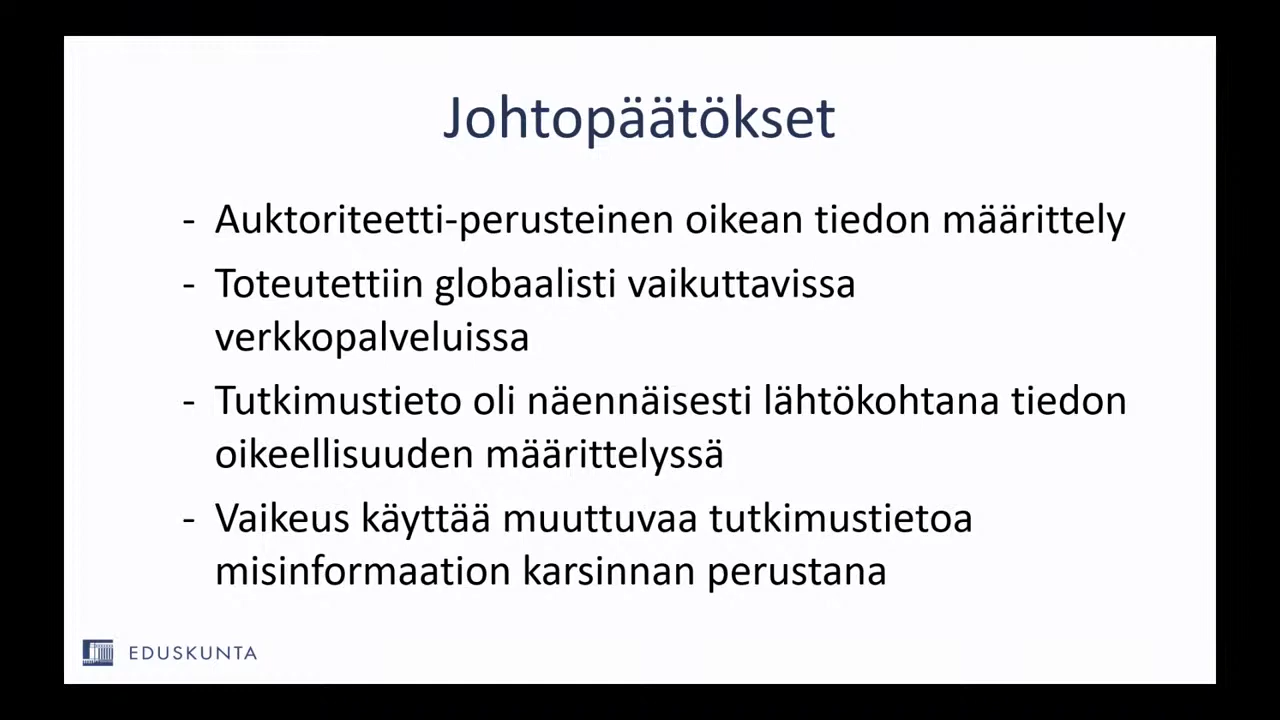 Johtopäätökset
- Auktoriteetti-perusteinen oikean tiedon määrittely
- Toteutettiin globaalisti vaikuttavissa
verkkopalveluissa
- Tutkimustieto oli näennäisesti lähtökohtana tiedon
oikeellisuuden määrittelyssä
- Vaikeus käyttää muuttuvaa tutkimustietoa
misinformaation karsinnan perustana
EDUSKUNTA